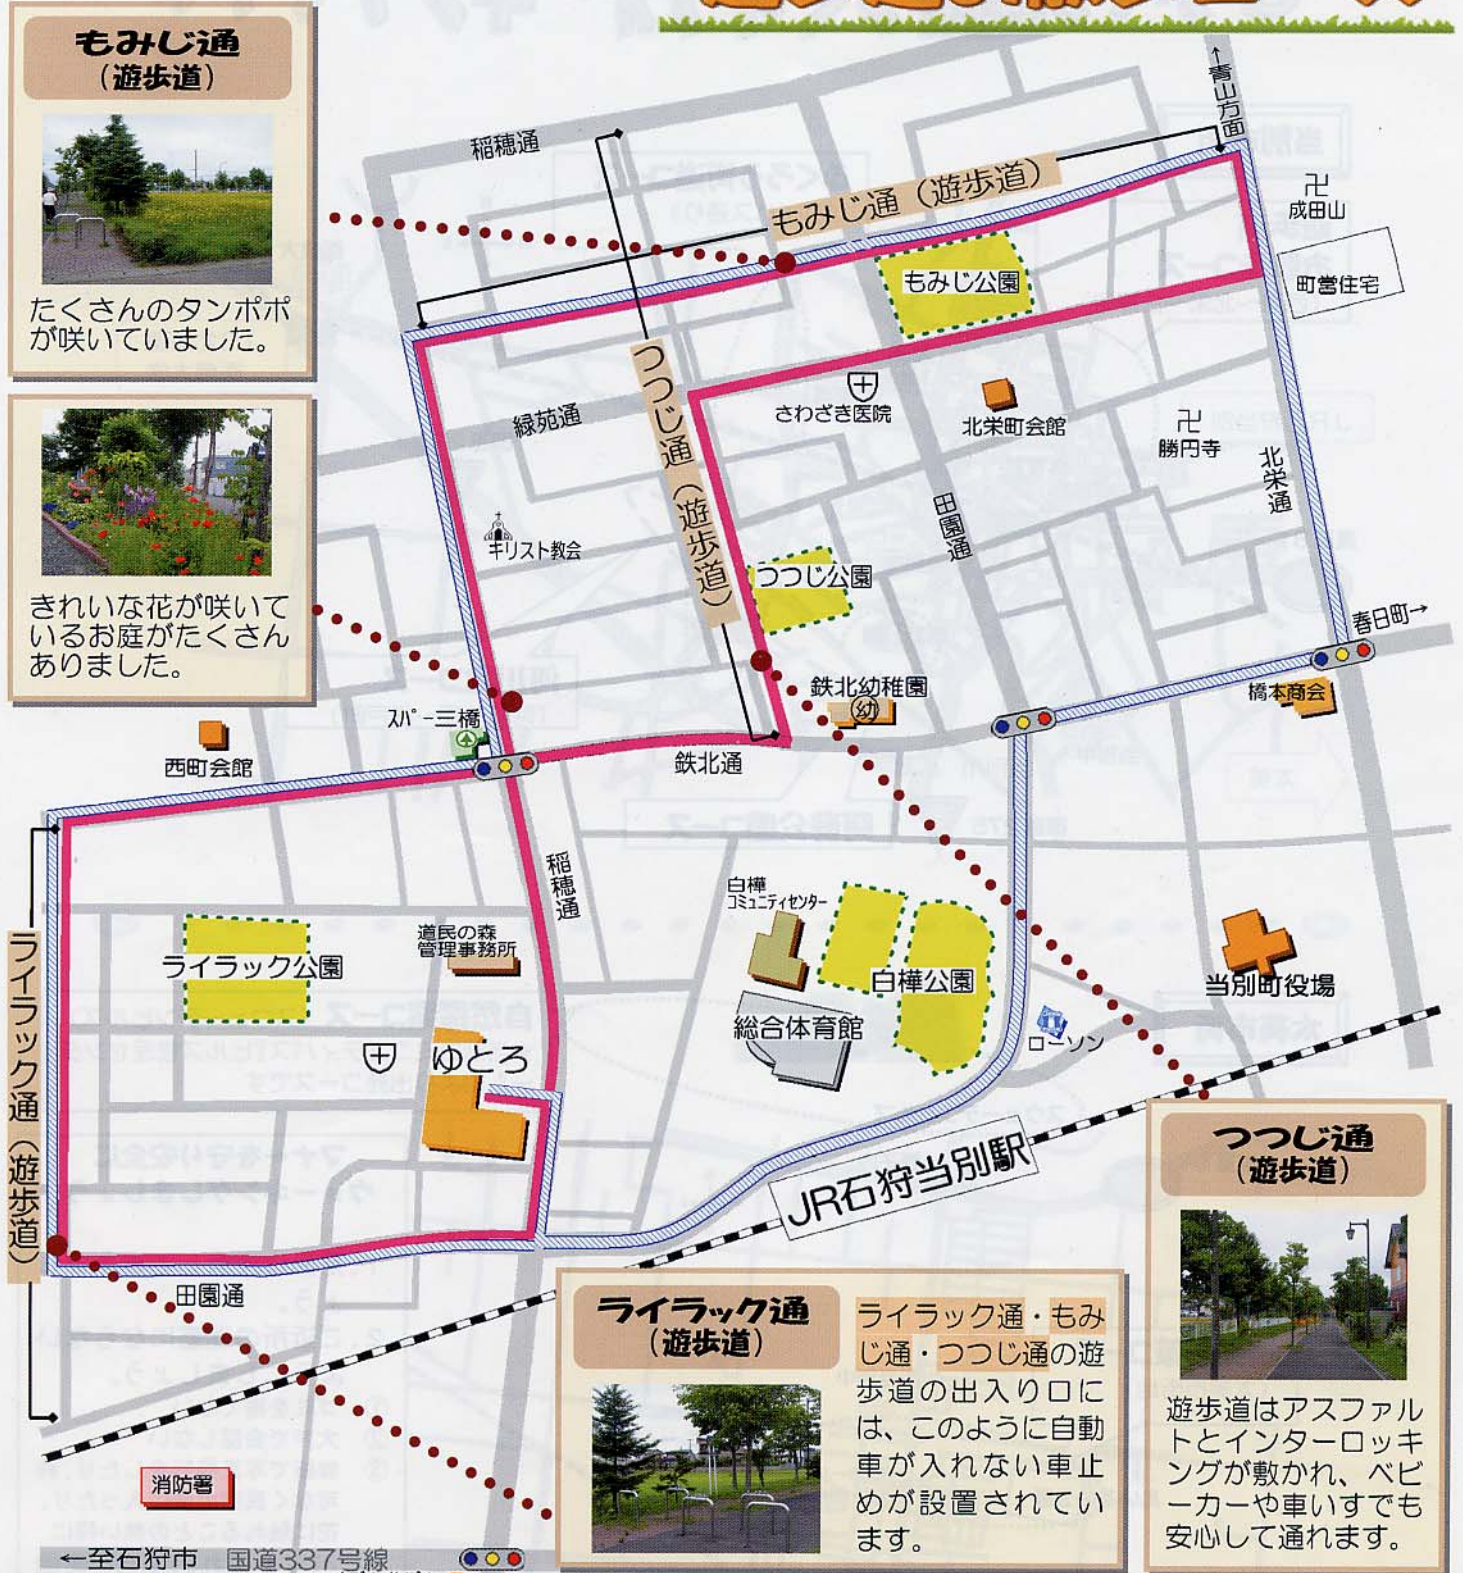 もみじ通
（遊歩道）
たくさんのタンポポ
が咲いていました。
きれいな花が咲いて
いるお庭がたくさん
ありました。
稲穂通
↑青山方面
もみじ通（遊歩道）
卍
成田山
町営住宅
もみじ公園
つつじ通（遊歩道）
さわざき医院
北栄町会館
卍
勝円寺
緑苑通
北栄通
田園通
キリスト教会
つつじ公園
春日町→
鉄北幼稚園
幼
橋本商会
スパー三橋
西町会館
鉄北通
稲穂通
白樺
コミュニティセンター
道民の森
管理事務所
ライラック公園
白樺公園
当別町役場
総合体育館
ローソン
ゆとろ
ライラック通（遊歩道）
JR石狩当別駅
田園通
つつじ通
（遊歩道）
遊歩道はアスファル
トとインターロッキ
ングが敷かれ、ベビ
ーカーや車いすでも
安心して通れます。
ライラック通
（遊歩道）
ライラック通・もみ
じ通・つつじ通の遊
歩道の出入り口に
は、このように自動
車が入れない車止
めが設置されてい
ます。
消防署
←至石狩市　国道337号線